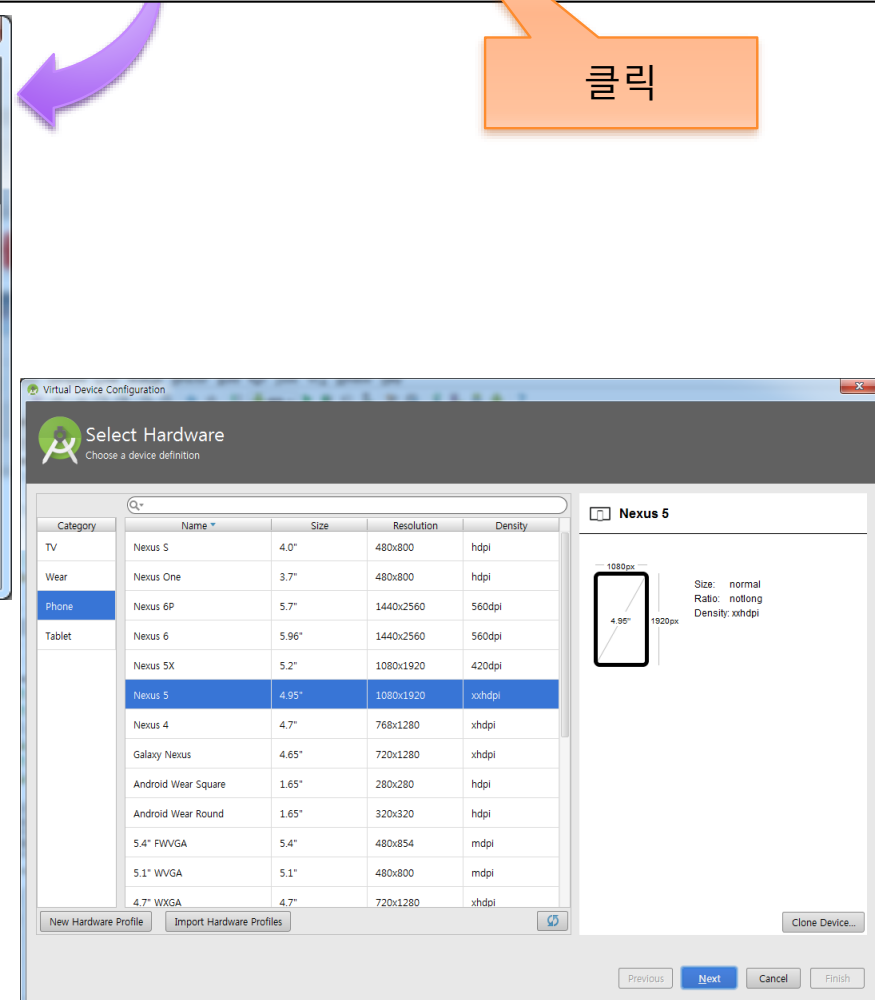 클릭
Virtual Device Configuration
Select Hardware
Choose a device definition
Category
Name Size Resolution Density
TV
Wear
Phone
Tablet
Nexus S 4.0" 480x800 hdpi
Nexus One 3.7" 480x800 hdpi
Nexus 6P 5.7" 1440x2560 560dpi
Nexus 6 5.96" 1440x2560 560dpi
Nexus 5X 5.2" 1080x1920 420dpi
Nexus 5 4.95" 1080x1920 xxhdpi
Nexus 4 4.7" 768x1280 xhdpi
Galaxy Nexus 4.65" 720x1280 xhdpi
Android Wear Square 1.65" 280x280 hdpi
Android Wear Round 1.65" 320x320 hdpi
5.4" FWVGA 5.4" 480x854 mdpi
5.1" WVGA 5.1" 480x800 mdpi
4.7" WXGA 4.7" 720x1280 xhdpi
New Hardware Profile Import Hardware Profiles
Nexus 5
1080px
4.95" 1920px
Size: normal
Ratio: notlong
Density: xxhdpi
Clone Device...
Previous Next Cancel Finish